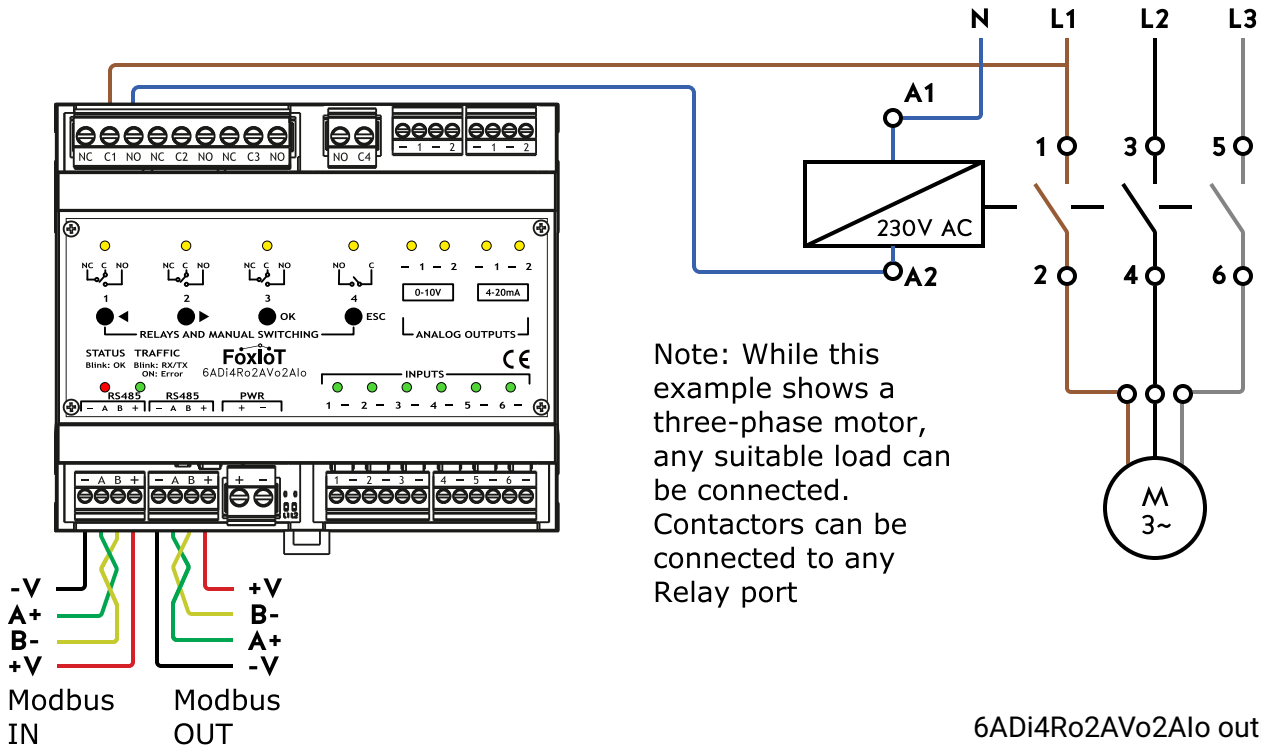 N L1 L2 L3
A1
1 3 5
230V AC
A2
2 4 6
NC C1 NO NC C2 NO NC C3 NO
NO C4
- 1 - 2
- 1 - 2
NC C NO
NC C NO
NC C NO
NO C
- 1 - 2
- 1 - 2
0-10V
4-20mA
1 2 3 4
OK
ESC
RELAYS AND MANUAL SWITCHING
ANALOG OUTPUTS
STATUS
Blink: OK
TRAFFIC
Blink: RX/TX
ON: Error
FoxIoT
6ADi4Ro2AVo2AIo
CE
INPUTS
RS485
- A B +
RS485
- A B +
PWR
+ -
1 - 2 - 3 - 4 - 5 - 6 -
- A B +
- A B +
+ -
1 - 2 - 3 -
4 - 5 - 6 -
Note: While this
example shows a
three-phase motor,
any suitable load can
be connected.
Contactors can be
connected to any
Relay port
M
3~
-V
A+
B-
+V
+V
B-
A+
-V
Modbus
IN
Modbus
OUT
6ADi4Ro2AVo2AIo out